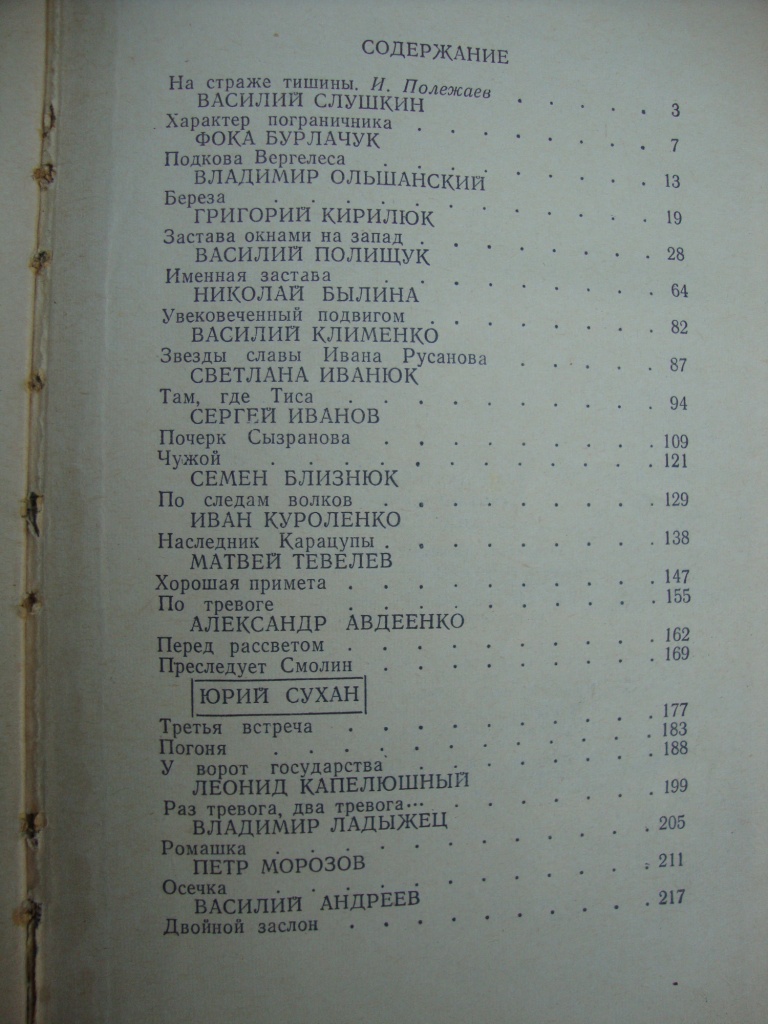 СОДЕРЖАНИЕ
На страже тишины. И. Полежаев . . . . . 3
ВАСИЛИЙ СЛУШКИН
Характер пограничника . . . . . . . 7
ФОКА БУРЛАЧУК
Подкова Вергелеса . . . . . . . . 13
ВЛАДИМИР ОЛЬШАНСКИЙ
Береза . . . . . . . . . . . 19
ГРИГОРИЙ КИРИЛЮК
Застава окнами на запад . . . . . . . 28
ВАСИЛИЙ ПОЛИЩУК
Именная застава . . . . . . . . 64
НИКОЛАЙ БЫЛИНА
Увековеченный подвигом . . . . . . . 82
ВАСИЛИЙ КЛИМЕНКО
Звезды славы Ивана Русанова . . . . . 87
СВЕТЛАНА ИВАНЮК
Там, где Тиса . . . . . . . . . 94
СЕРГЕЙ ИВАНОВ
Почерк Сызранова . . . . . . . . 109
Чужой . . . . . . . . . . . 121
СЕМЕН БЛИЗНЮК
По следам волков . . . . . . . . 129
ИВАН КУРОЛЕНКО
Наследник Карацупы . . . . . . . . 138
МАТВЕЙ ТЕВЕЛЕВ
Хорошая примета . . . . . . . . . 147
По тревоге . . . . . . . . . 155
АЛЕКСАНДР АВДЕЕНКО
Перед рассветом . . . . . . . . . 162
Преследует Смолин . . . . . . . . 169
ЮРИЙ СУХАН
Третья встреча . . . . . . . . . 177
Погоня . . . . . . . . . . . 183
У ворот государства . . . . . . . 188
ЛЕОНИД КАПЕЛЮШНЫЙ
Раз тревога, два тревога... . . . . . . 199
ВЛАДИМИР ЛАДЫЖЕЦ
Ромашка . . . . . . . . . . . 205
ПЕТР МОРОЗОВ
Осечка . . . . . . . . . . . 211
ВАСИЛИЙ АНДРЕЕВ
Двойной заслон . . . . . . . . . 217